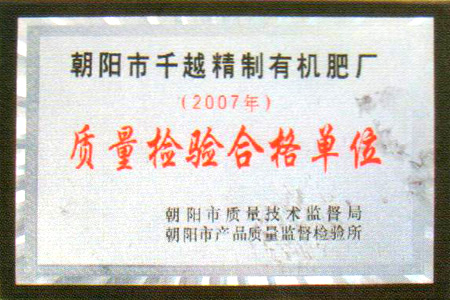 朝阳市千越精制有机肥厂
(2007年)
质量检验合格单位
朝阳市质量技术监督局
朝阳市产品质量监督检验所